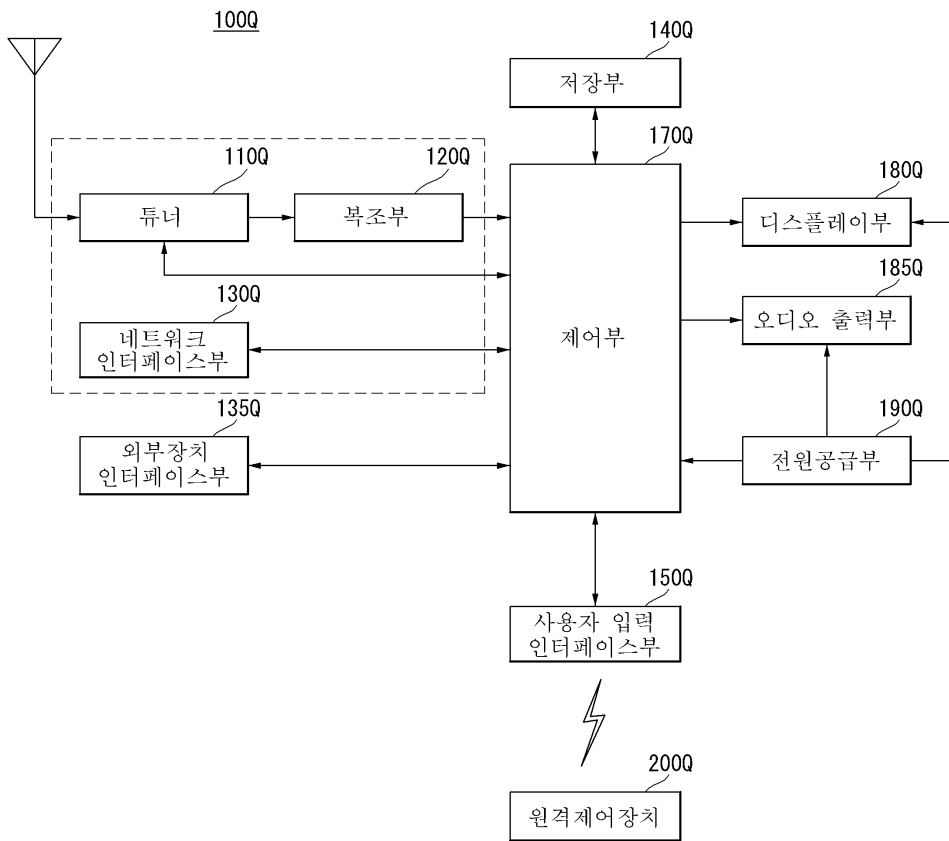 100Q
140Q
저장부
170Q
제어부
110Q
튜너
120Q
복조부
130Q
네트워크
인터페이스부
135Q
외부장치
인터페이스부
180Q
디스플레이부
185Q
오디오 출력부
190Q
전원공급부
150Q
사용자 입력
인터페이스부
200Q
원격제어장치